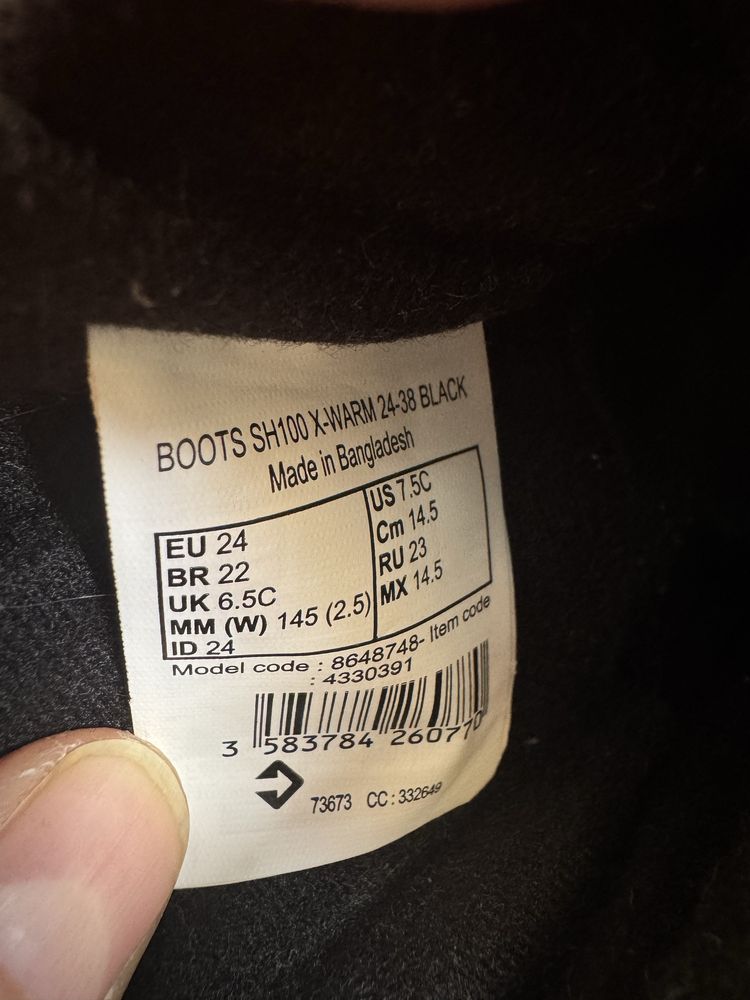 BOOTS SH100 X-WARM 24-38 BLACK
Made in Bangladesh
EU 24
BR 22
UK 6.5C
MM (W) 145 (2.5)
ID 24
US 7.5C
Cm 14.5
RU 23
MX 14.5
Model code : 8648748- Item code
: 4330391
3 583784 260770
73673 CC : 332649